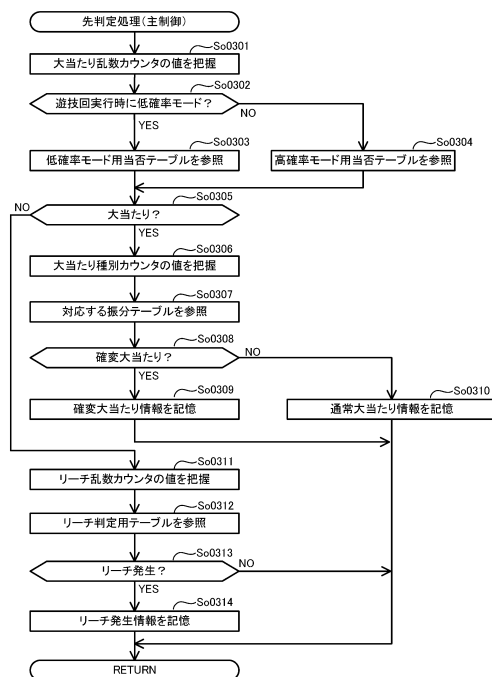 先判定処理(主制御)
So0301
大当たり乱数カウンタの値を把握
So0302
遊技回実行時に低確率モード?
NO
YES
So0303
低確率モード用当否テーブルを参照
So0304
高確率モード用当否テーブルを参照
So0305
大当たり?
NO
YES
So0306
大当たり種別カウンタの値を把握
So0307
対応する振分テーブルを参照
So0308
確変大当たり?
NO
YES
So0309
確変大当たり情報を記憶
So0310
通常大当たり情報を記憶
So0311
リーチ乱数カウンタの値を把握
So0312
リーチ判定用テーブルを参照
So0313
リーチ発生?
NO
YES
So0314
リーチ発生情報を記憶
RETURN